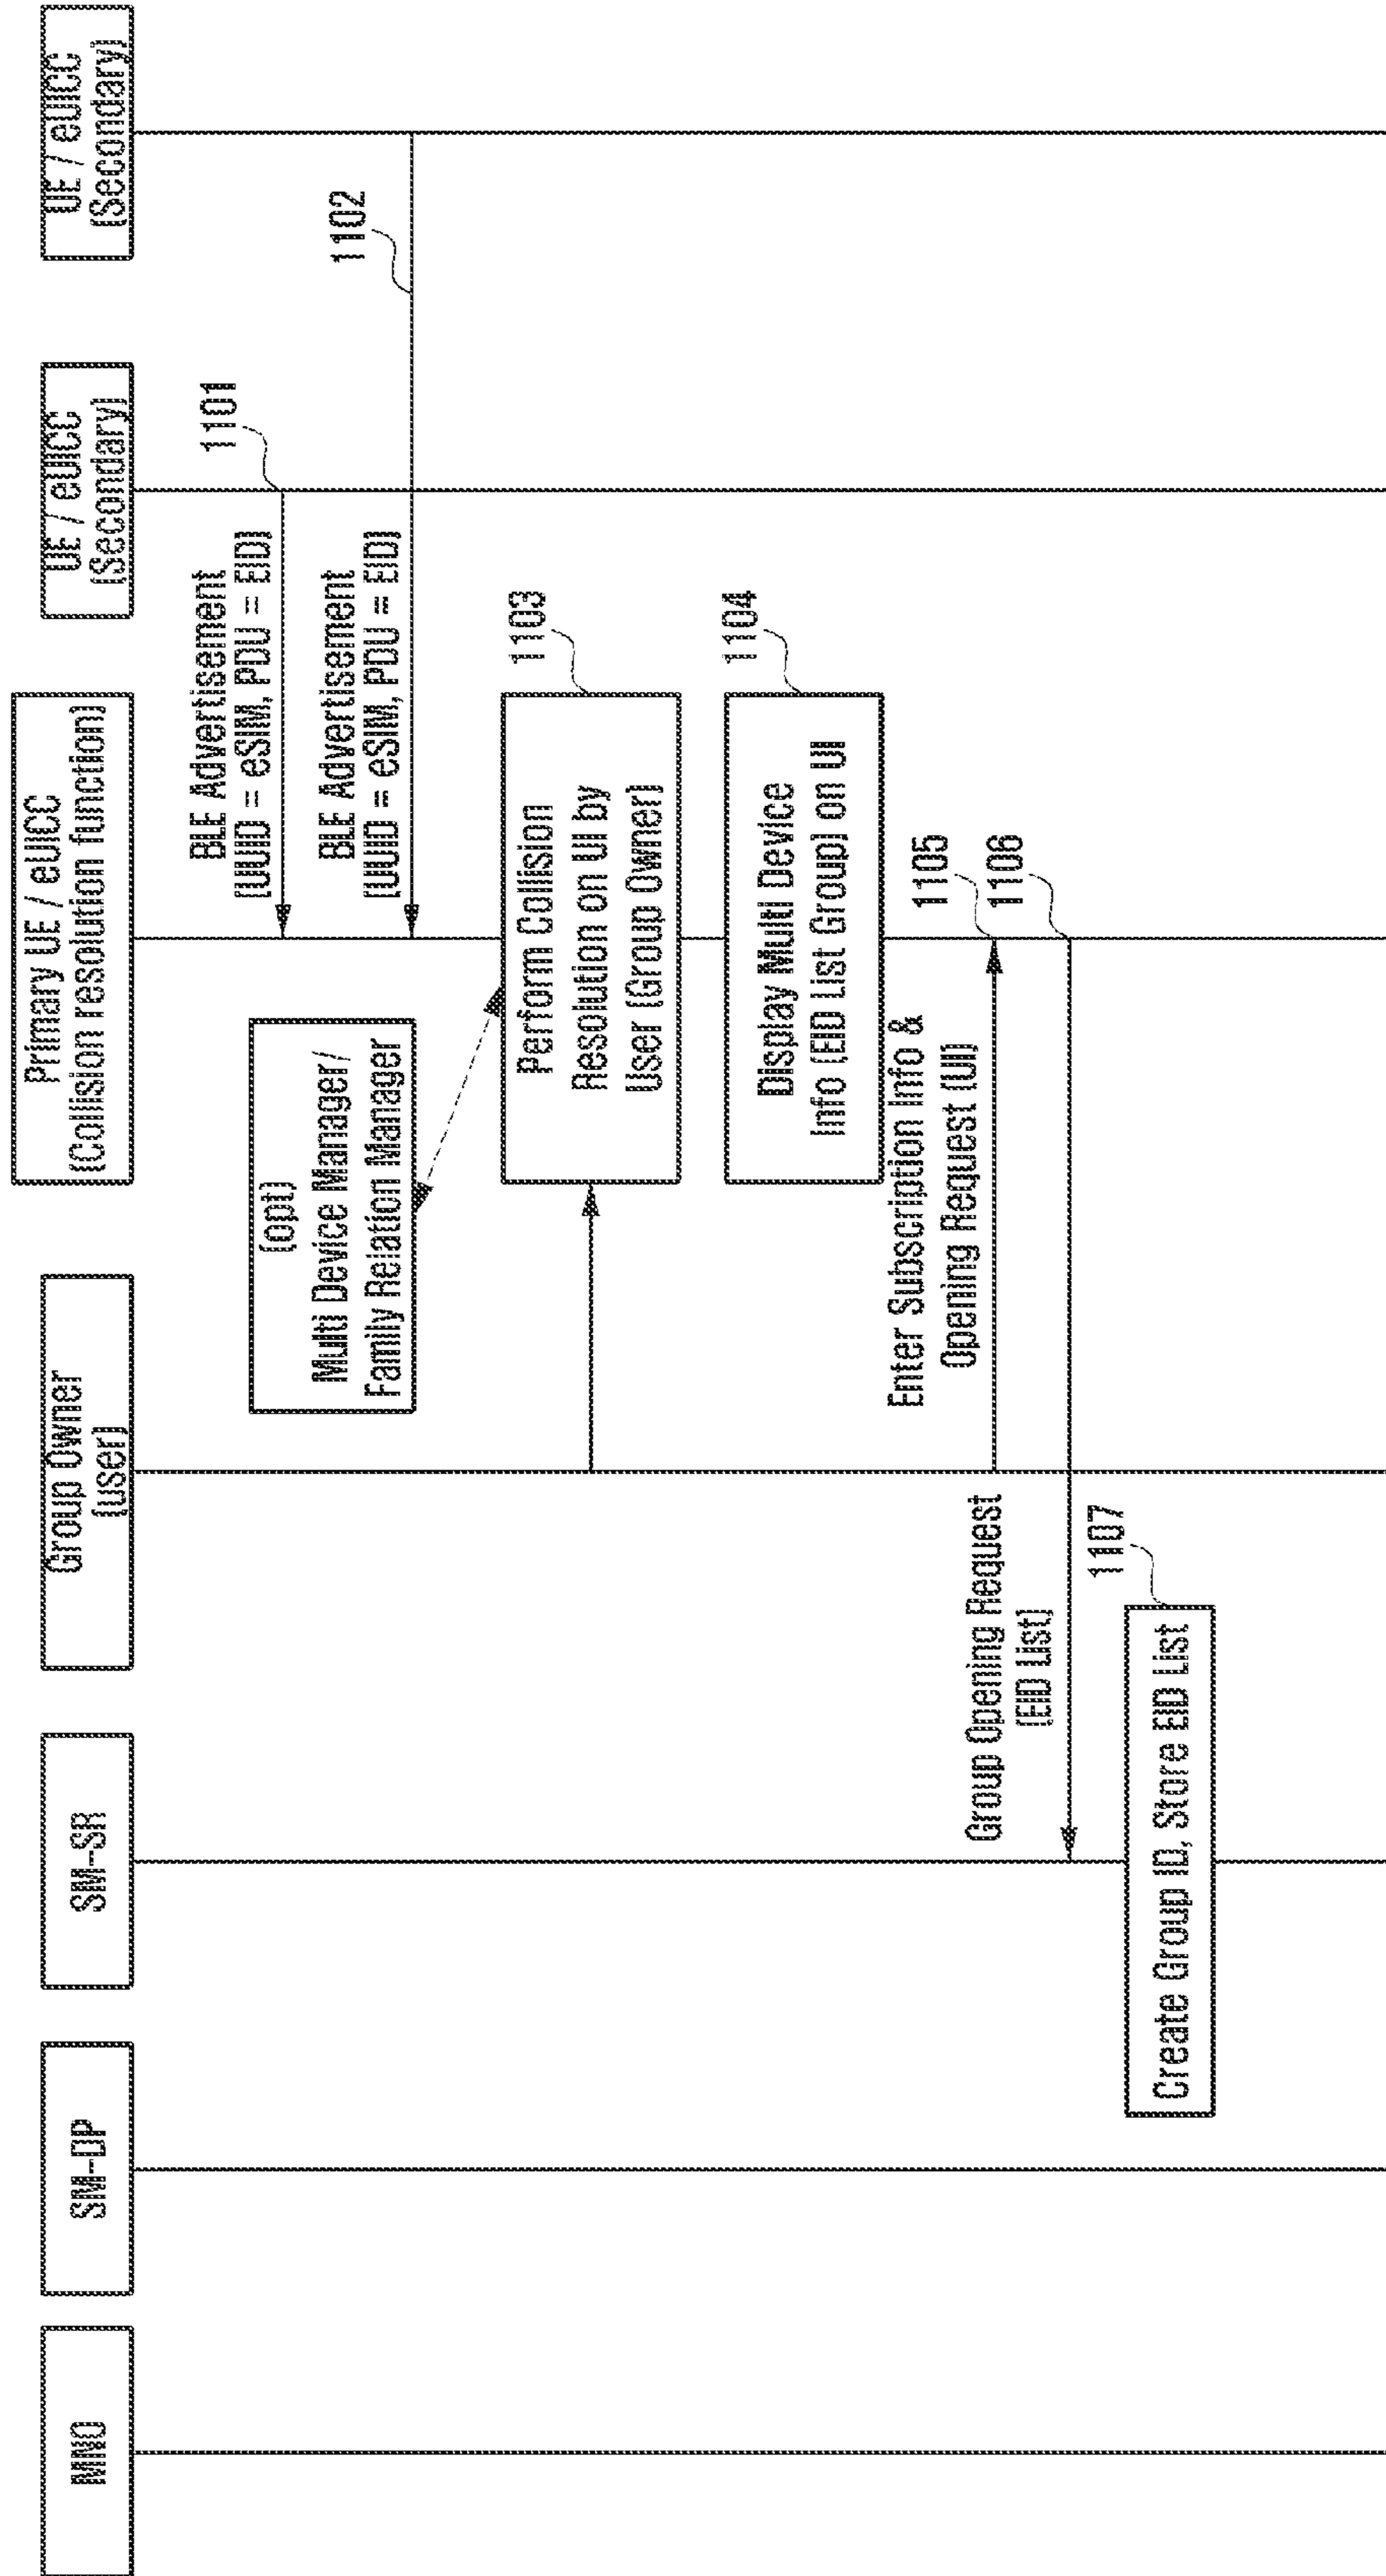 MNO
SM-DP
SM-SR
Group Owner
(user)
Primary UE / eUICC
(Collision resolution function)
UE / eUICC
(Secondary)
UE / eUICC
(Secondary)
BLE Advertisement
(UUID = eSIM, PDU = EID)
1101
BLE Advertisement
(UUID = eSIM, PDU = EID)
1102
(opt)
Multi Device Manager /
Family Relation Manager
Perform Collision
Resolution on UI by
User (Group Owner)
1103
Display Multi Device
Info (EID List Group) on UI
1104
Enter Subscription Info &
Opening Request (UI)
1105
Group Opening Request
(EID List)
1106
Create Group ID, Store EID List
1107